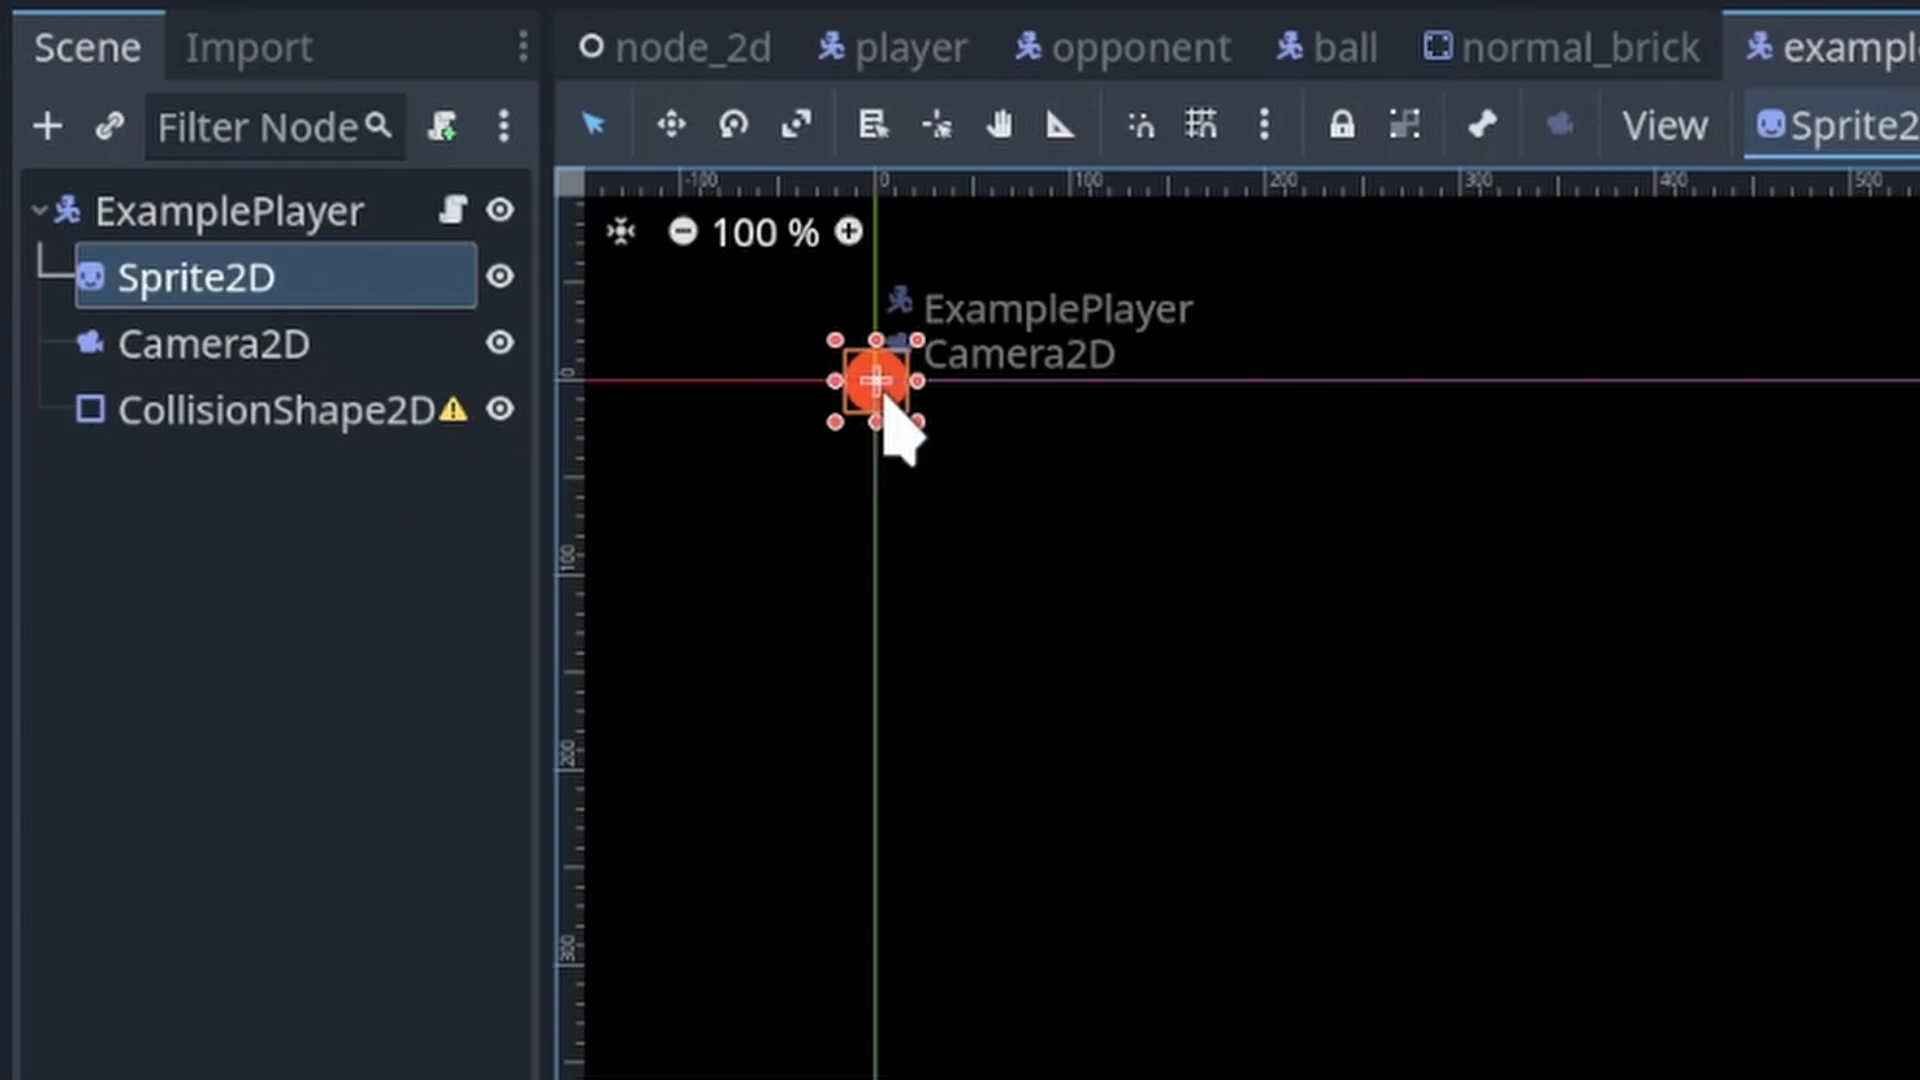 Scene Import
node_2d player opponent ball normal_brick example
Filter Node
View Sprite2
ExamplePlayer
Sprite2D
Camera2D
CollisionShape2D
-100 0 100 200 300 400 500
100 %
ExamplePlayer
Camera2D
0
100
200
300